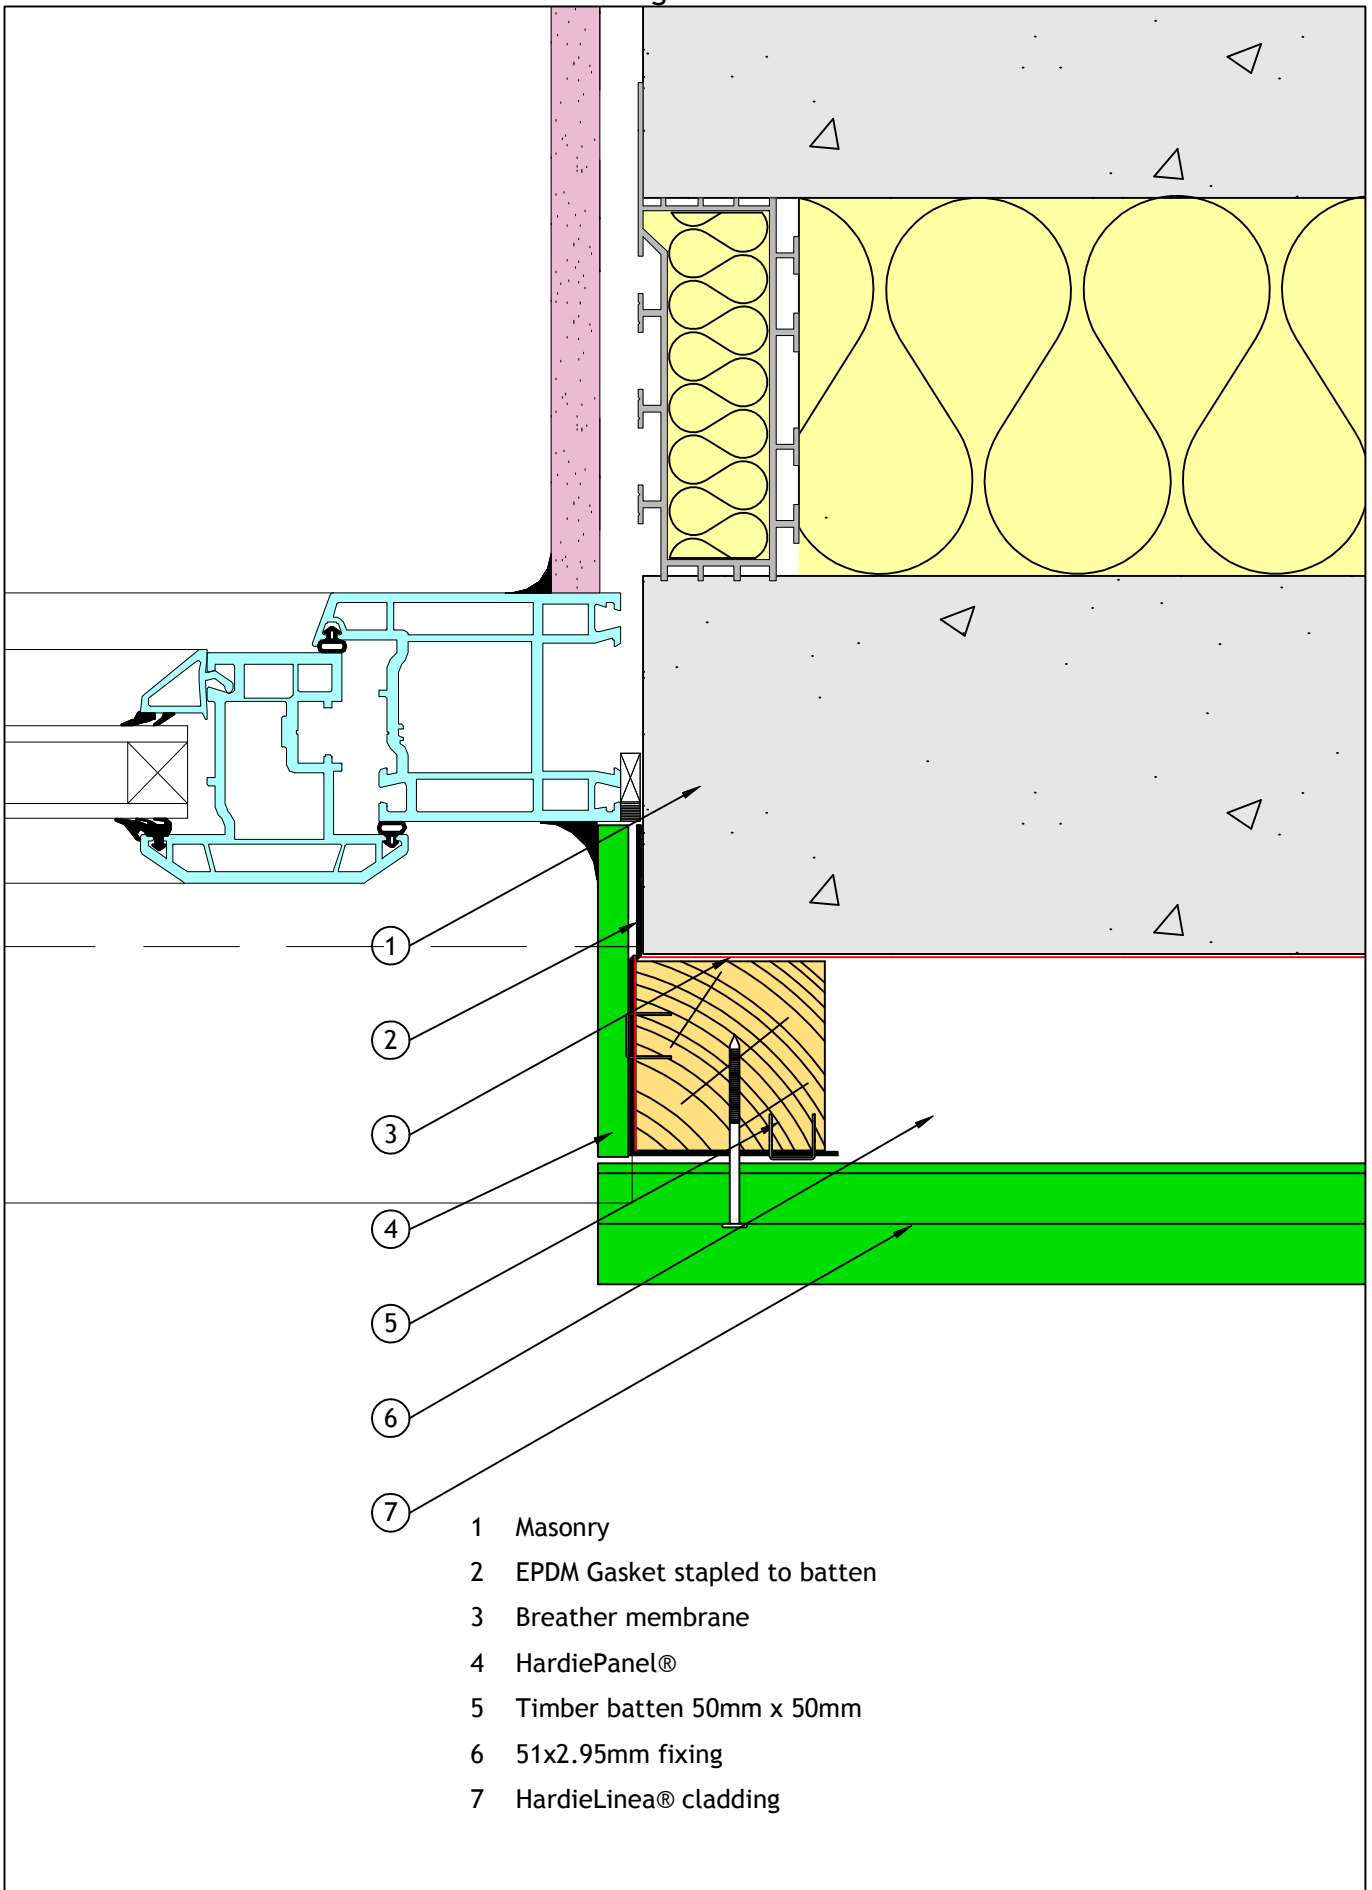 1
2
3
4
5
6
7
1 Masonry
2 EPDM Gasket stapled to batten
3 Breather membrane
4 HardiePanel®
5 Timber batten 50mm x 50mm
6 51x2.95mm fixing
7 HardieLinea® cladding